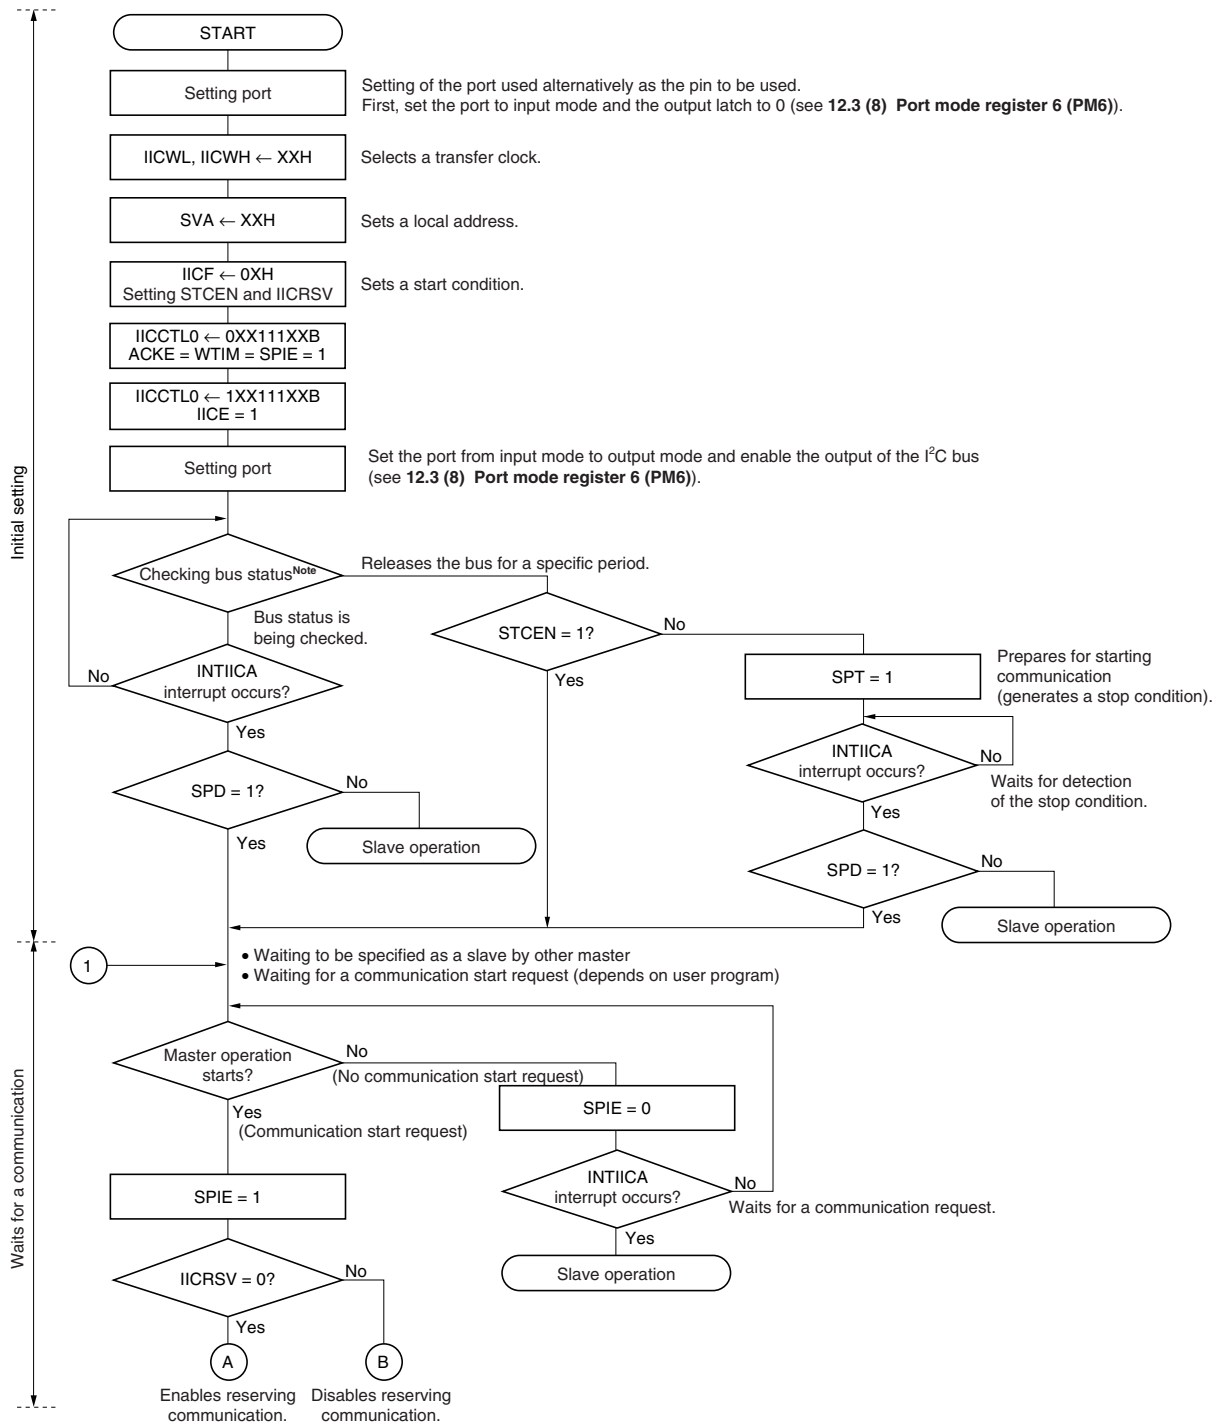 START
Setting port
Setting of the port used alternatively as the pin to be used.
First, set the port to input mode and the output latch to 0 (see 12.3 (8) Port mode register 6 (PM6)).
IICWL, IICWH ← XXH
Selects a transfer clock.
SVA ← XXH
Sets a local address.
IICF ← 0XH
Setting STCEN and IICRSV
Sets a start condition.
IICCTL0 ← 0XX111XXB
ACKE = WTIM = SPIE = 1
IICCTL0 ← 1XX111XXB
IICE = 1
Setting port
Set the port from input mode to output mode and enable the output of the I²C bus
(see 12.3 (8) Port mode register 6 (PM6)).
Initial setting
Checking bus status Note
Releases the bus for a specific period.
Bus status is
being checked.
STCEN = 1?
No
Yes
SPT = 1
Prepares for starting
communication
(generates a stop condition).
No
INTIICA
interrupt occurs?
Yes
INTIICA
interrupt occurs?
No
Waits for detection
of the stop condition.
Yes
SPD = 1?
No
Yes
Slave operation
SPD = 1?
No
Yes
Slave operation
1
• Waiting to be specified as a slave by other master
• Waiting for a communication start request (depends on user program)
Waits for a communication
Master operation
starts?
No
(No communication start request)
Yes
(Communication start request)
SPIE = 0
SPIE = 1
INTIICA
interrupt occurs?
No
Waits for a communication request.
Yes
Slave operation
IICRSV = 0?
No
Yes
A
B
Enables reserving
communication.
Disables reserving
communication.